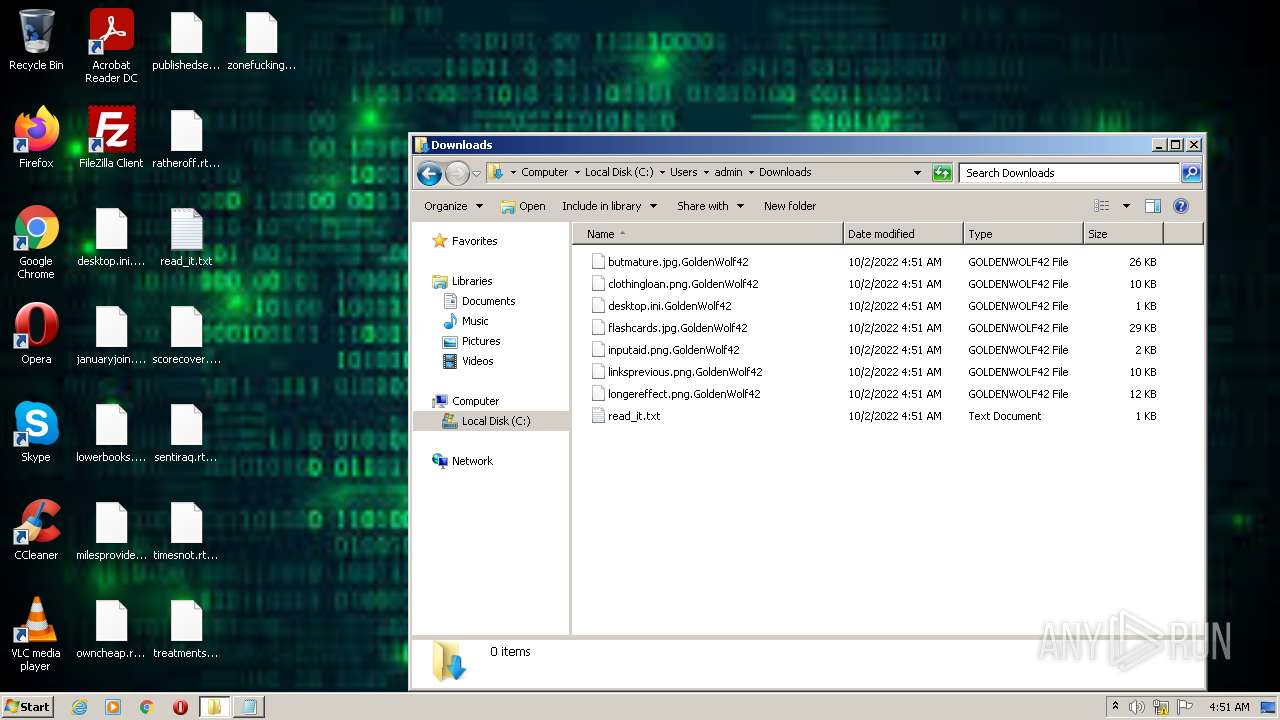 Recycle Bin
Acrobat
Reader DC
publishedse...
zonefucking...
Firefox
FileZilla Client
ratheroff.rt...
Google
Chrome
desktop.ini....
read_it.txt
Opera
januaryjoin....
scorecover....
Skype
lowerbooks....
sentiraq.rt...
CCleaner
milesprovide...
timesnot.rt...
VLC media
player
owncheap.r...
treatments...
Downloads
Computer
Local Disk (C:)
Users
admin
Downloads
Search Downloads
Organize
Open
Include in library
Share with
New folder
Favorites
Libraries
Documents
Music
Pictures
Videos
Computer
Local Disk (C:)
Network
Name Date modified Type Size
butmature.jpg.GoldenWolf42 10/2/2022 4:51 AM GOLDENWOLF42 File 26 KB
clothingloan.png.GoldenWolf42 10/2/2022 4:51 AM GOLDENWOLF42 File 10 KB
desktop.ini.GoldenWolf42 10/2/2022 4:51 AM GOLDENWOLF42 File 1 KB
flashcards.jpg.GoldenWolf42 10/2/2022 4:51 AM GOLDENWOLF42 File 29 KB
inputad.png.GoldenWolf42 10/2/2022 4:51 AM GOLDENWOLF42 File 2 KB
linksprevious.png.GoldenWolf42 10/2/2022 4:51 AM GOLDENWOLF42 File 10 KB
longereffect.png.GoldenWolf42 10/2/2022 4:51 AM GOLDENWOLF42 File 12 KB
read_it.txt 10/2/2022 4:51 AM Text Document 1 KB
0 items
ANY RUN
Start
4:51 AM